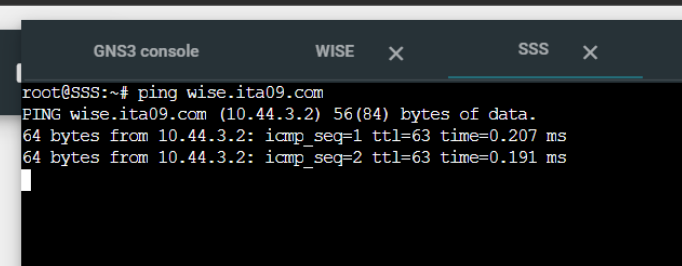 GNS3 console WISE SSS
root@SSS:~# ping wise.ita09.com
PING wise.ita09.com (10.44.3.2) 56(84) bytes of data.
64 bytes from 10.44.3.2: icmp_seq=1 ttl=63 time=0.207 ms
64 bytes from 10.44.3.2: icmp_seq=2 ttl=63 time=0.191 ms